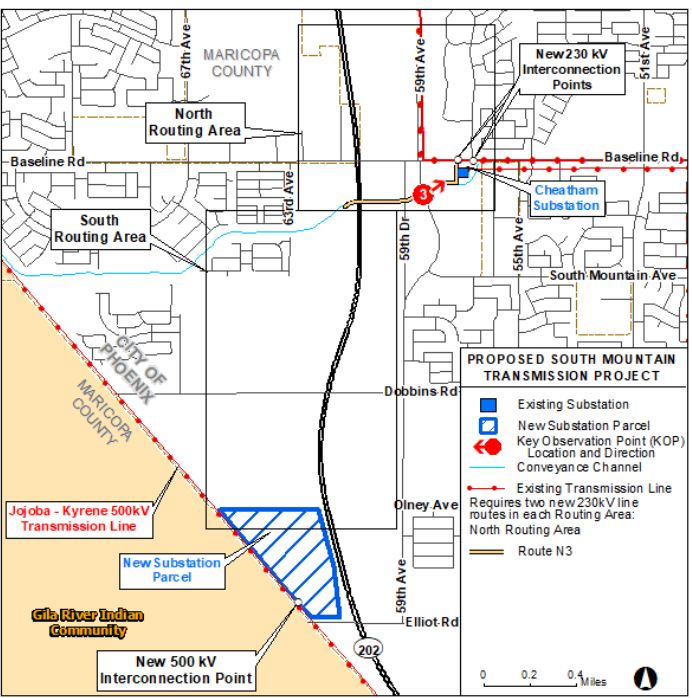 67th Ave
MARICOPA
COUNTY
59th Ave
New 230 kV
Interconnection
Points
51st Ave
North
Routing Area
Baseline Rd
Baseline Rd
63rd Ave
3
Cheatham
Substation
South
Routing Area
59th Dr
55th Ave
South Mountain Ave
CITY OF
PHOENIX
MARICOPA
COUNTY
Dobbins Rd
PROPOSED SOUTH MOUNTAIN
TRANSMISSION PROJECT
Existing Substation
New Substation Parcel
Key Observation Point (KOP)
Location and Direction
Conveyance Channel
Existing Transmission Line
Requires two new 230kV line
routes in each Routing Area:
North Routing Area
Route N3
Jojoba - Kyrene 500kV
Transmission Line
Olney Ave
New Substation
Parcel
59th Ave
Gila River Indian
Community
Elliot Rd
202
New 500 kV
Interconnection Point
0 0.2 0.4
Miles